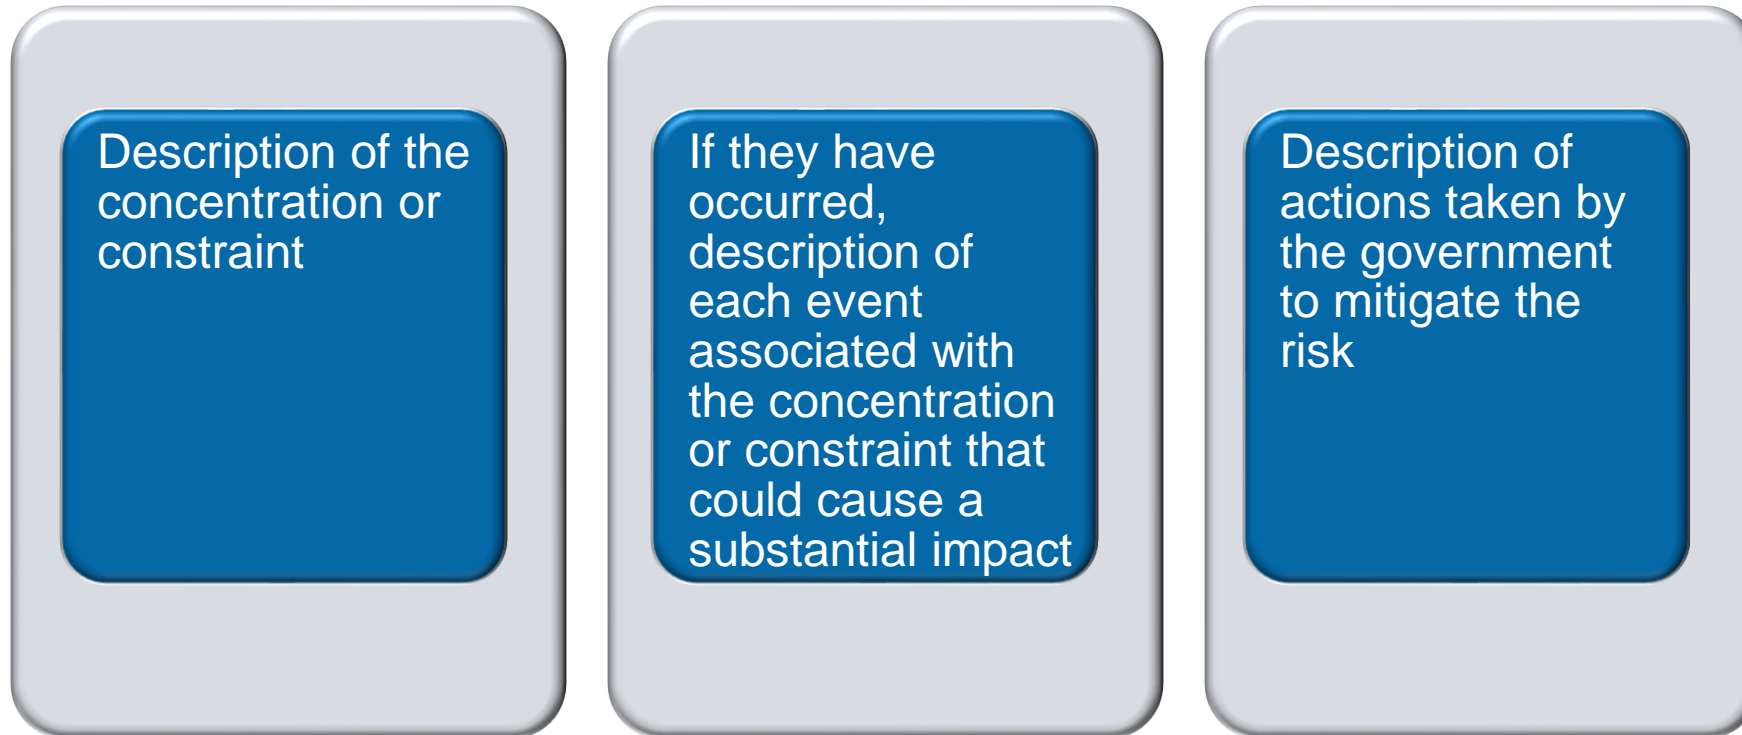 Description of the
concentration or
constraint
If they have
occurred,
description of
each event
associated with
the concentration
or constraint that
could cause a
substantial impact
Description of
actions taken by
the government
to mitigate the
risk